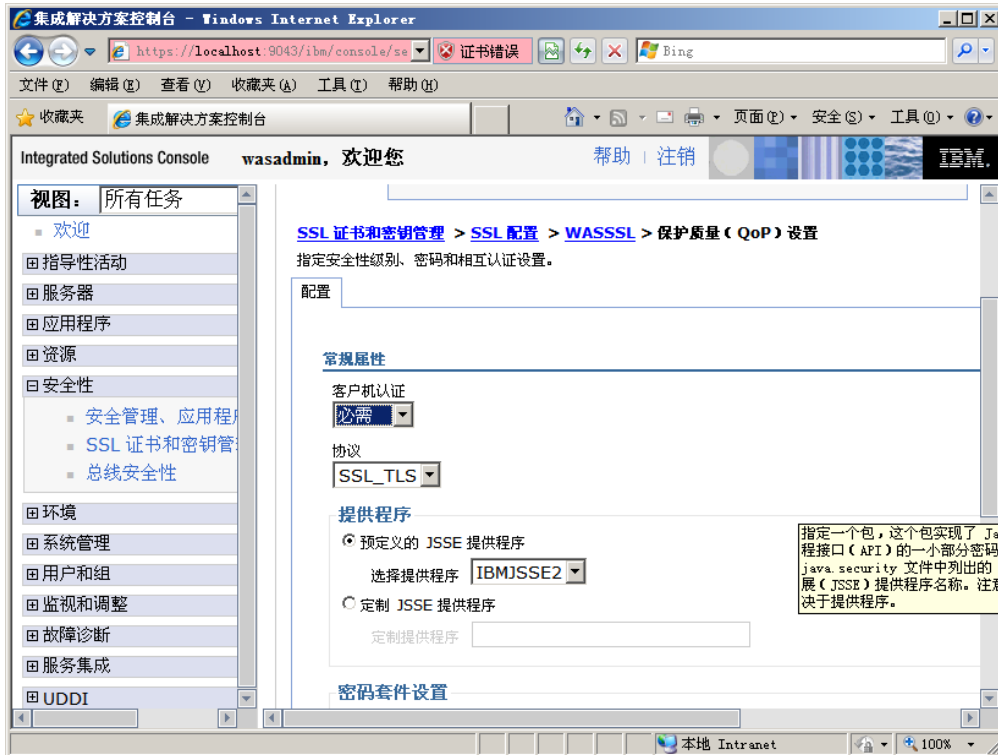 集成解决方案控制台 - Windows Internet Explorer
https://localhost:9043/ibm/console/se
证书错误
Bing
文件(F) 编辑(E) 查看(V) 收藏夹(A) 工具(T) 帮助(H)
收藏夹 集成解决方案控制台
页面(P) 安全(S) 工具(O)
Integrated Solutions Console wasadmin，欢迎您 帮助 | 注销 IBM.
视图： 所有任务
欢迎
指导性活动
服务器
应用程序
资源
安全性
安全管理、应用程
SSL 证书和密钥管
总线安全性
环境
系统管理
用户和组
监视和调整
故障诊断
服务集成
UDDI
SSL 证书和密钥管理 > SSL 配置 > WASSSL > 保护质量（QoP）设置
指定安全性级别、密码和相互认证设置。
配置
常规属性
客户机认证
必需
协议
SSL_TLS
提供程序
预定义的 JSSE 提供程序
选择提供程序 IBMJSSE2
定制 JSSE 提供程序
定制提供程序
密码套件设置
指定一个包，这个包实现了 Ja
程接口（API）的一小部分密码
java.security 文件中列出的
展（JSSE）提供程序名称。注意
决于提供程序。
本地 Intranet 100%